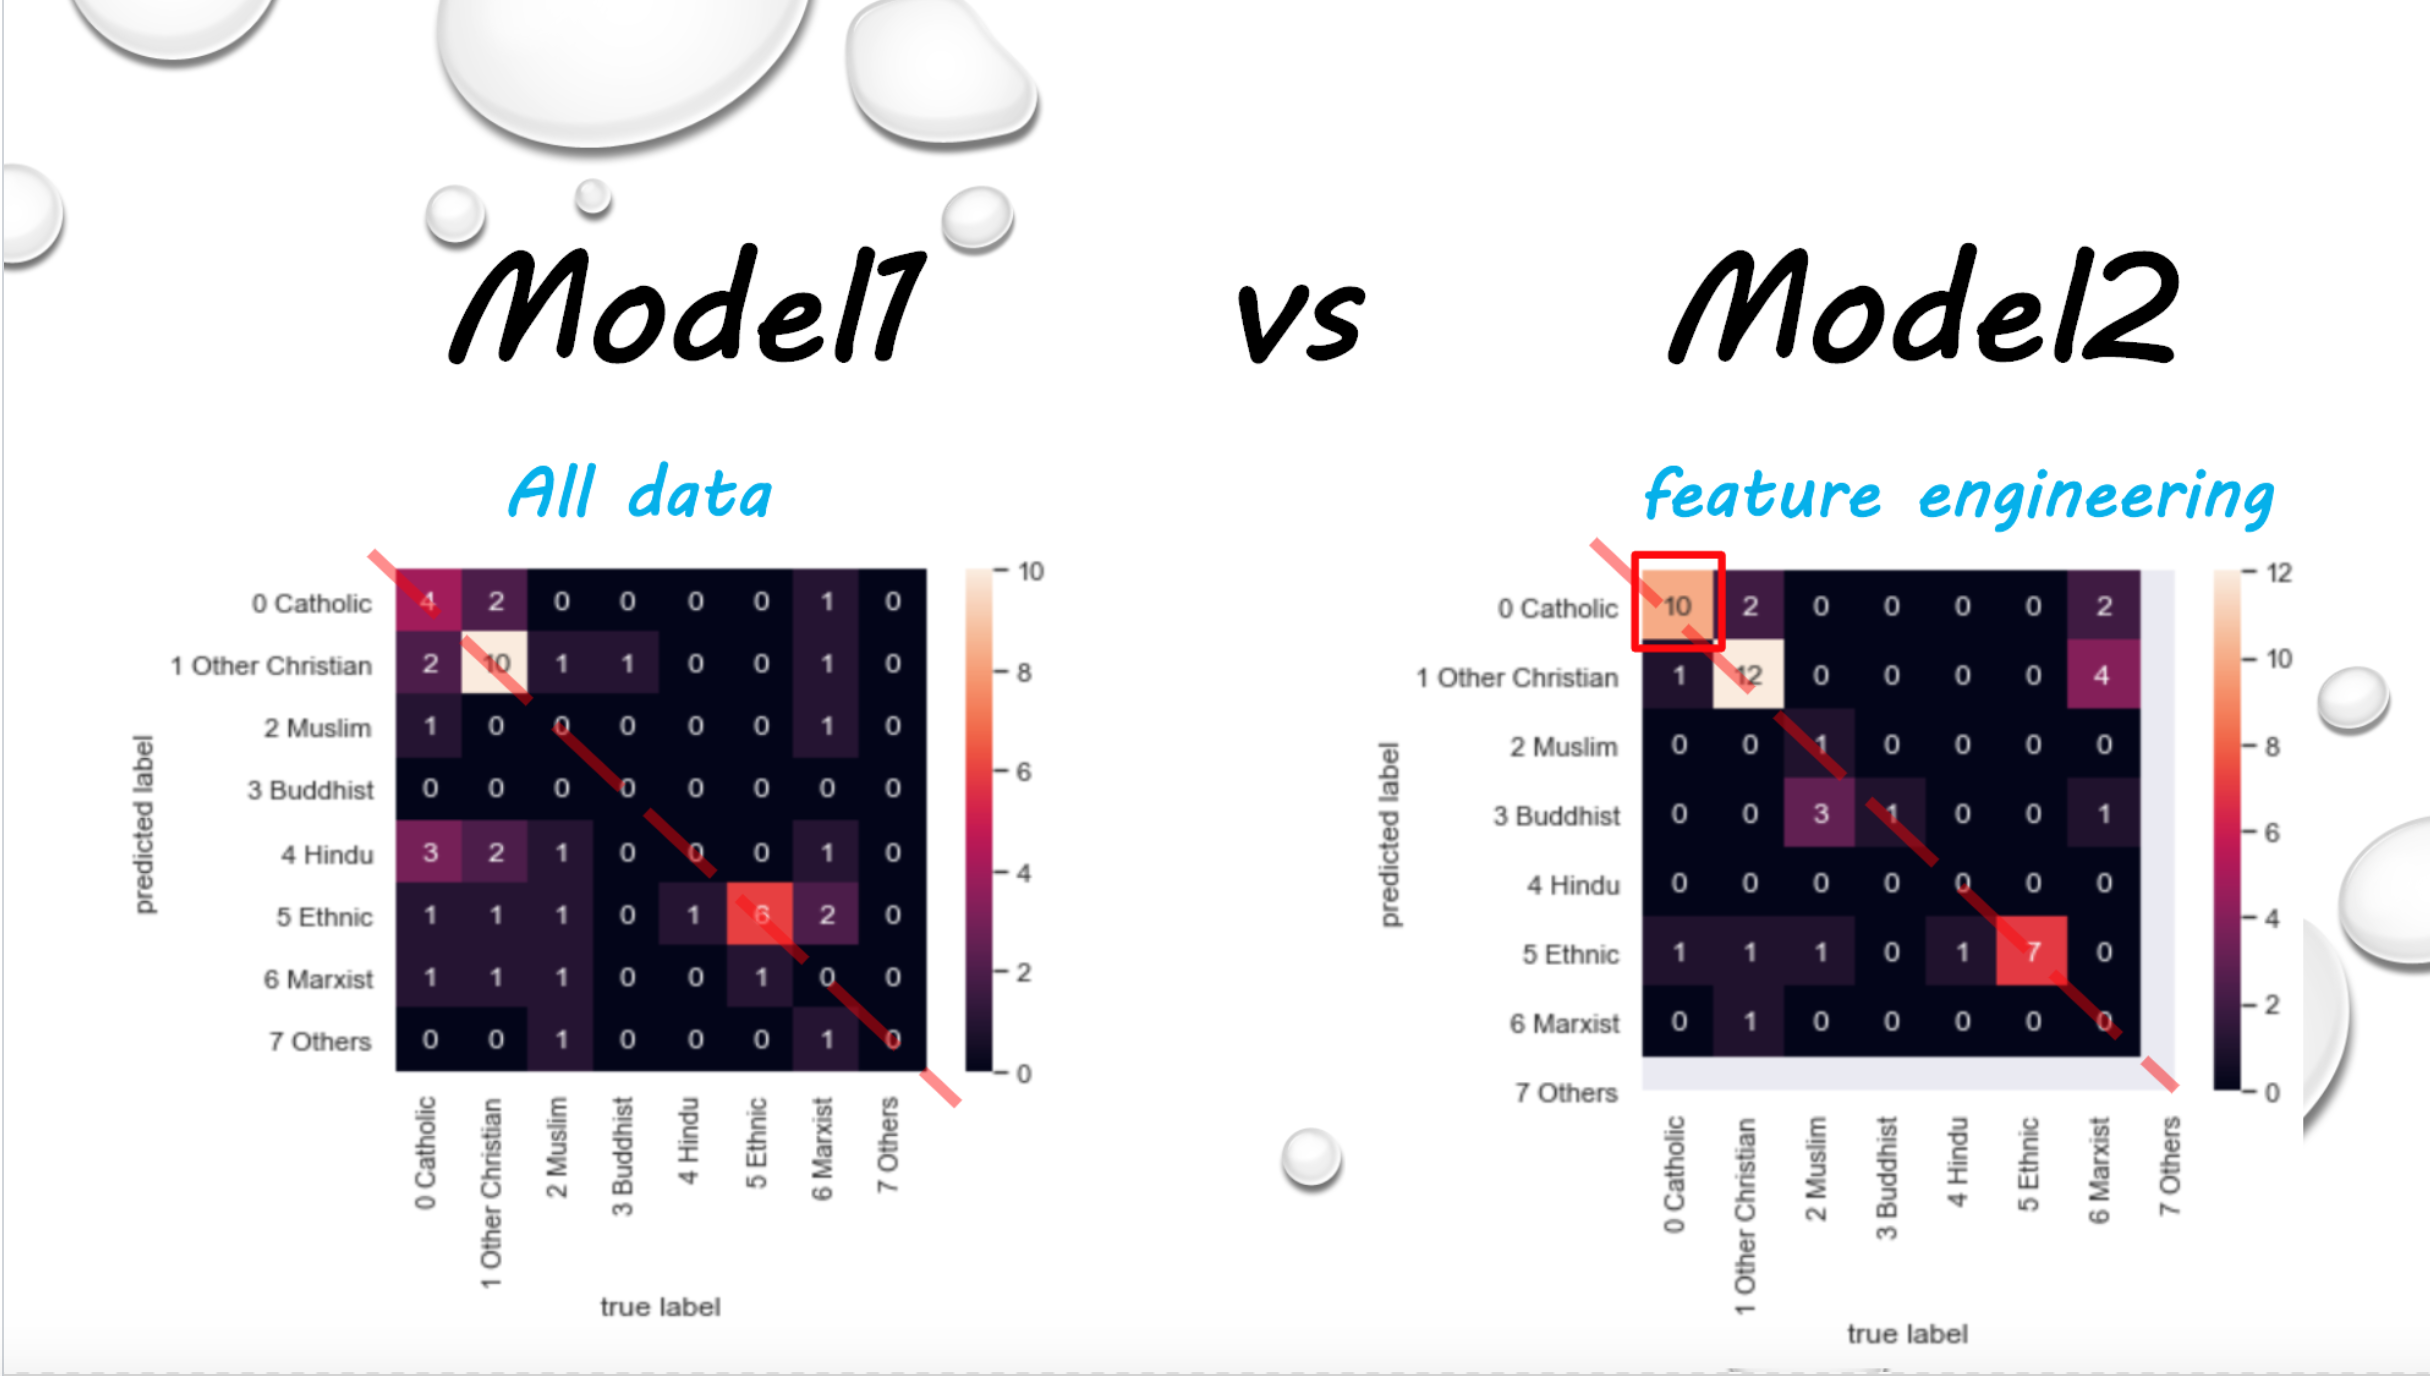 Model1 vs Model2
All data
feature engineering
0 Catholic 4 2 0 0 0 0 1 0
1 Other Christian 2 10 1 1 0 0 1 0
2 Muslim 1 0 0 0 0 0 1 0
3 Buddhist 0 0 0 0 0 0 0 0
4 Hindu 3 2 1 0 0 0 1 0
5 Ethnic 1 1 1 0 1 6 2 0
6 Marxist 1 1 1 0 0 1 0 0
7 Others 0 0 1 0 0 0 1 0
predicted label
0 Catholic
1 Other Christian
2 Muslim
3 Buddhist
4 Hindu
5 Ethnic
6 Marxist
7 Others
true label
10
8
6
4
2
0
0 Catholic 10 2 0 0 0 0 2
1 Other Christian 1 12 0 0 0 0 4
2 Muslim 0 0 1 0 0 0 0
3 Buddhist 0 0 3 1 0 0 1
4 Hindu 0 0 0 0 0 0 0
5 Ethnic 1 1 1 0 1 7 0
6 Marxist 0 1 0 0 0 0 0
7 Others
predicted label
0 Catholic
1 Other Christian
2 Muslim
3 Buddhist
4 Hindu
5 Ethnic
6 Marxist
7 Others
true label
12
10
8
6
4
2
0